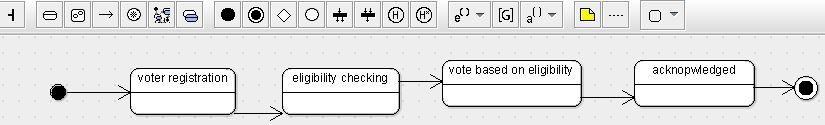 H H* e() [G] a()
voter registration
eligibility checking
vote based on eligibility
acknopwledged